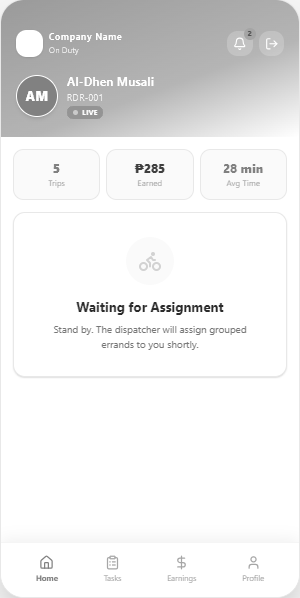 Company Name
On Duty
2
AM
Al-Dhen Musali
RDR-001
LIVE
5
Trips
₱285
Earned
28 min
Avg Time
Waiting for Assignment
Stand by. The dispatcher will assign grouped
errands to you shortly.
Home
Tasks
Earnings
Profile